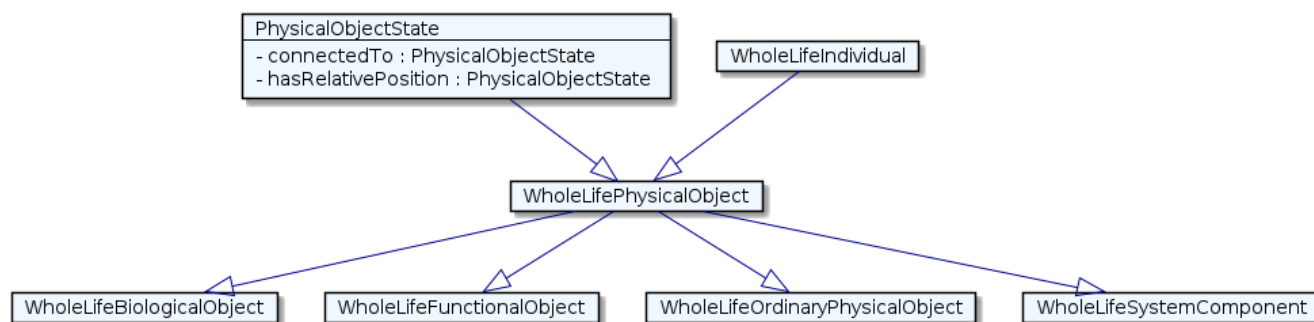 PhysicalObjectState
- connectedTo : PhysicalObjectState
- hasRelativePosition : PhysicalObjectState
WholeLifeIndividual
WholeLifePhysicalObject
WholeLifeBiologicalObject
WholeLifeFunctionalObject
WholeLifeOrdinaryPhysicalObject
WholeLifeSystemComponent